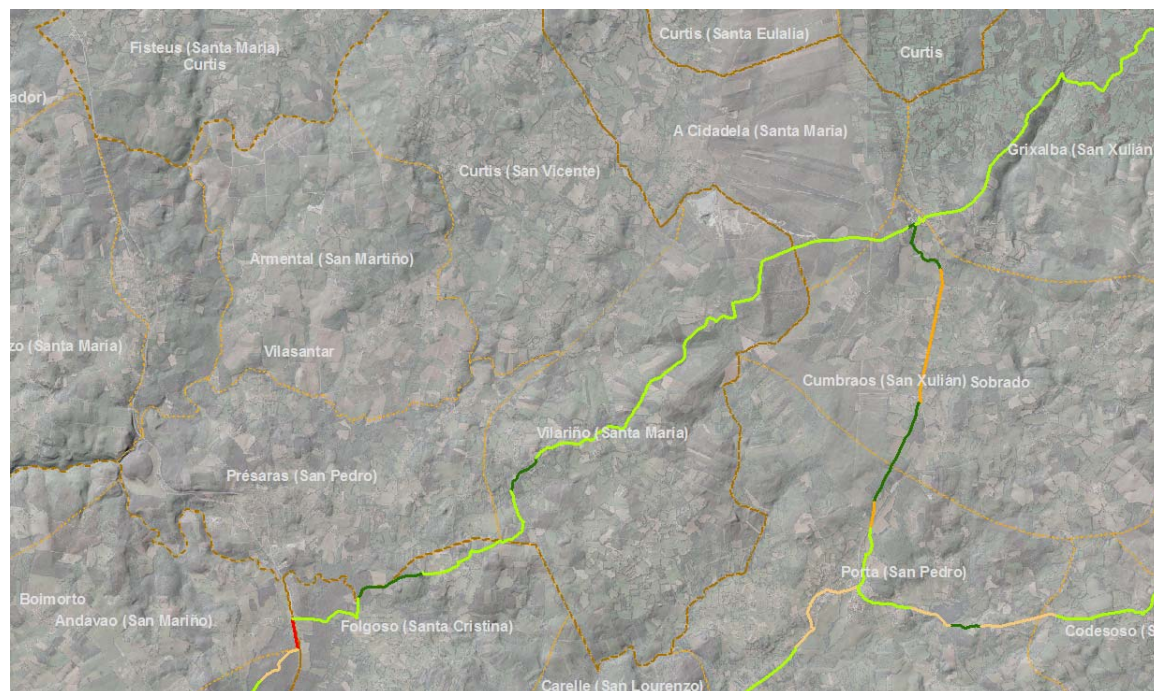 Fisteus (Santa María)
Curtis
Curtis (Santa Eulalia)
Curtis
ador)
A Cidadela (Santa María)
Grixalba (San Xulián
Curtis (San Vicente)
Armental (San Martiño)
zo (Santa María)
Vilasantar
Cumbraos (San Xulián)
Sobrado
Vilariño (Santa María)
Présaras (San Pedro)
Porta (San Pedro)
Boimorto
Andavao (San Mariño)
Folgoso (Santa Cristina)
Codesoso (S
Carelle (San Lourenzo)